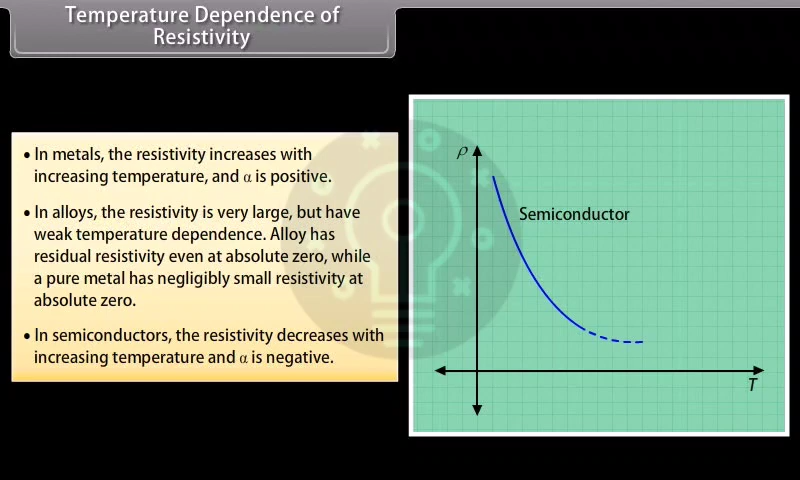 Temperature Dependence of
Resistivity
• In metals, the resistivity increases with
increasing temperature, and α is positive.
• In alloys, the resistivity is very large, but have
weak temperature dependence. Alloy has
residual resistivity even at absolute zero, while
a pure metal has negligibly small resistivity at
absolute zero.
• In semiconductors, the resistivity decreases with
increasing temperature and α is negative.
ρ
Semiconductor
T